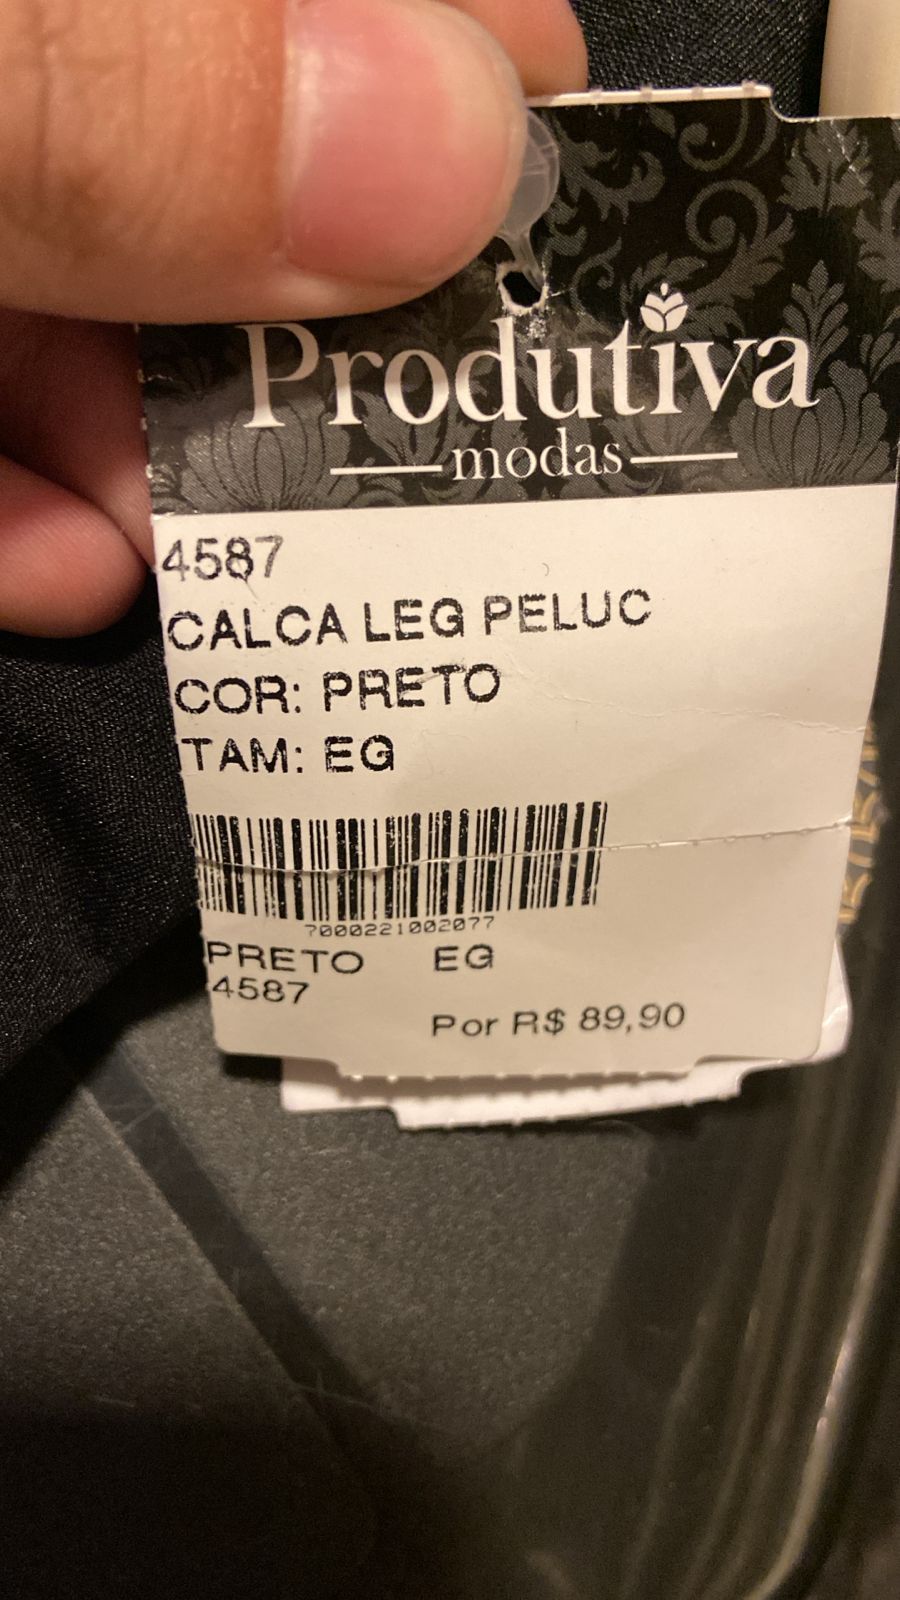 Produtiva
modas
4587
CALCA LEG PELUC
COR: PRETO
TAM: EG
7000221002077
PRETO EG
4587
Por R$ 89,90